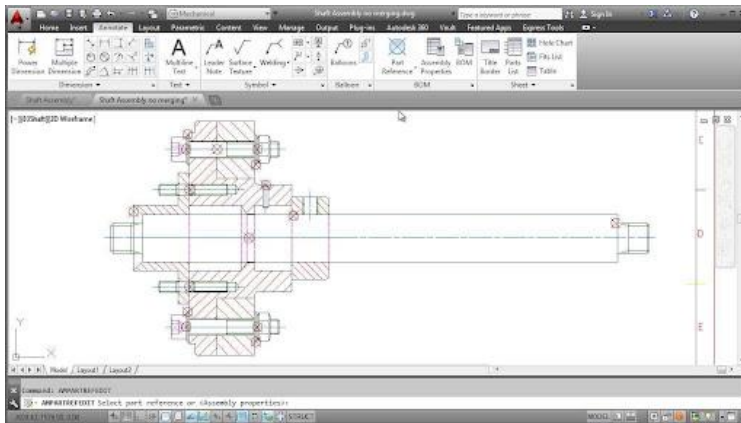 Mechanical
Shaft Assembly no merging.dwg
Type a keyword or phrase
Sign In
Home Insert Annotate Layout Parametric Content View Manage Output Plug-ins Autodesk 360 Vault Featured Apps Express Tools
Power Dimension
Multiple Dimension
Multiline Text
Leader Note
Surface Texture
Welding
Balloons
Part Reference
Assembly Properties
BOM
Title Border
Parts List
Hole Chart
Fits List
Table
Dimension
Text
Symbol
Balloon
BOM
Sheet
Shaft Assembly*
Shaft Assembly no merging*
[-][03Shaft][2D Wireframe]
E
D
E
Y
X
Model / Layout1 / Layout2 /
Command: AMPARTREFEDIT
AMPARTREFEDIT Select part reference or <Assembly properties>:
STRUCT
MODEL